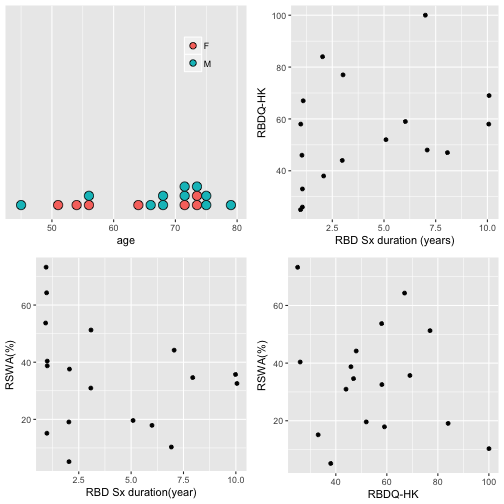 F
M
50 60 70 80
age
100
80
60
40
RBDQ-HK
2.5 5.0 7.5 10.0
RBD Sx duration (years)
60
40
20
RSWA(%)
2.5 5.0 7.5 10.0
RBD Sx duration(year)
60
40
20
RSWA(%)
40 60 80 100
RBDQ-HK